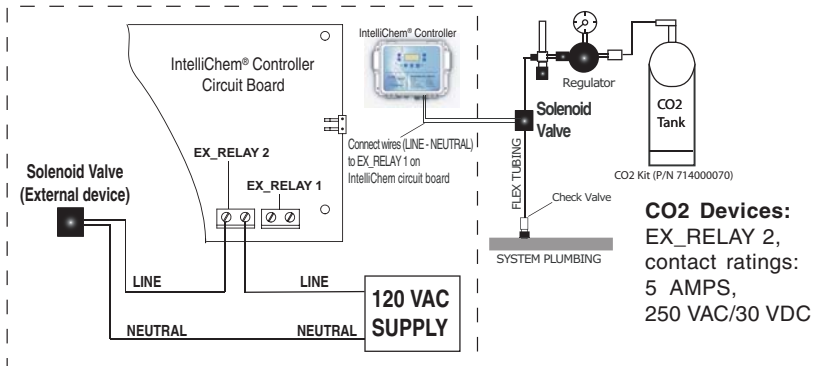 IntelliChem® Controller
Circuit Board
EX_RELAY 2
EX_RELAY 1
Solenoid Valve
(External device)
LINE
LINE
NEUTRAL
NEUTRAL
120 VAC
SUPPLY
IntelliChem® Controller
Connect wires (LINE - NEUTRAL)
to EX_RELAY 1 on
IntelliChem circuit board
Regulator
Solenoid
Valve
CO2
Tank
CO2 Kit (P/N 714000070)
FLEX TUBING
Check Valve
SYSTEM PLUMBING
CO2 Devices:
EX_RELAY 2,
contact ratings:
5 AMPS,
250 VAC/30 VDC